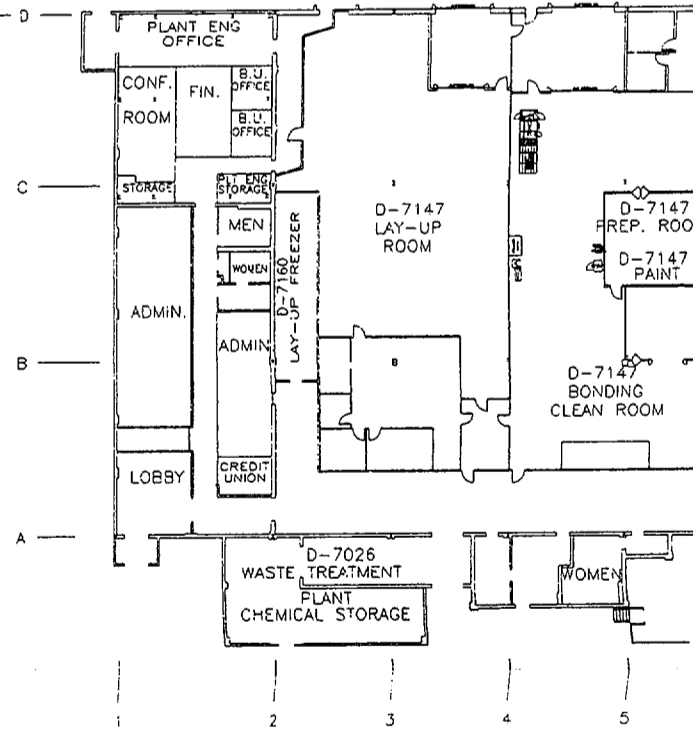 D
PLANT ENG
OFFICE
CONF.
ROOM
FIN.
B.U.
OFFICE
B.U.
OFFICE
C
STORAGE
PLT ENG
STORAGE
MEN
WOMEN
D-7160
LAY-UP FREEZER
D-7147
LAY-UP
ROOM
D-7147
PREP. ROO
D-7147
PAINT
ADMIN.
ADMIN
B
B
D-7147
BONDING
CLEAN ROOM
LOBBY
CREDIT
UNION
A
D-7026
WASTE TREATMENT
PLANT
CHEMICAL STORAGE
WOMEN
1
2
3
4
5